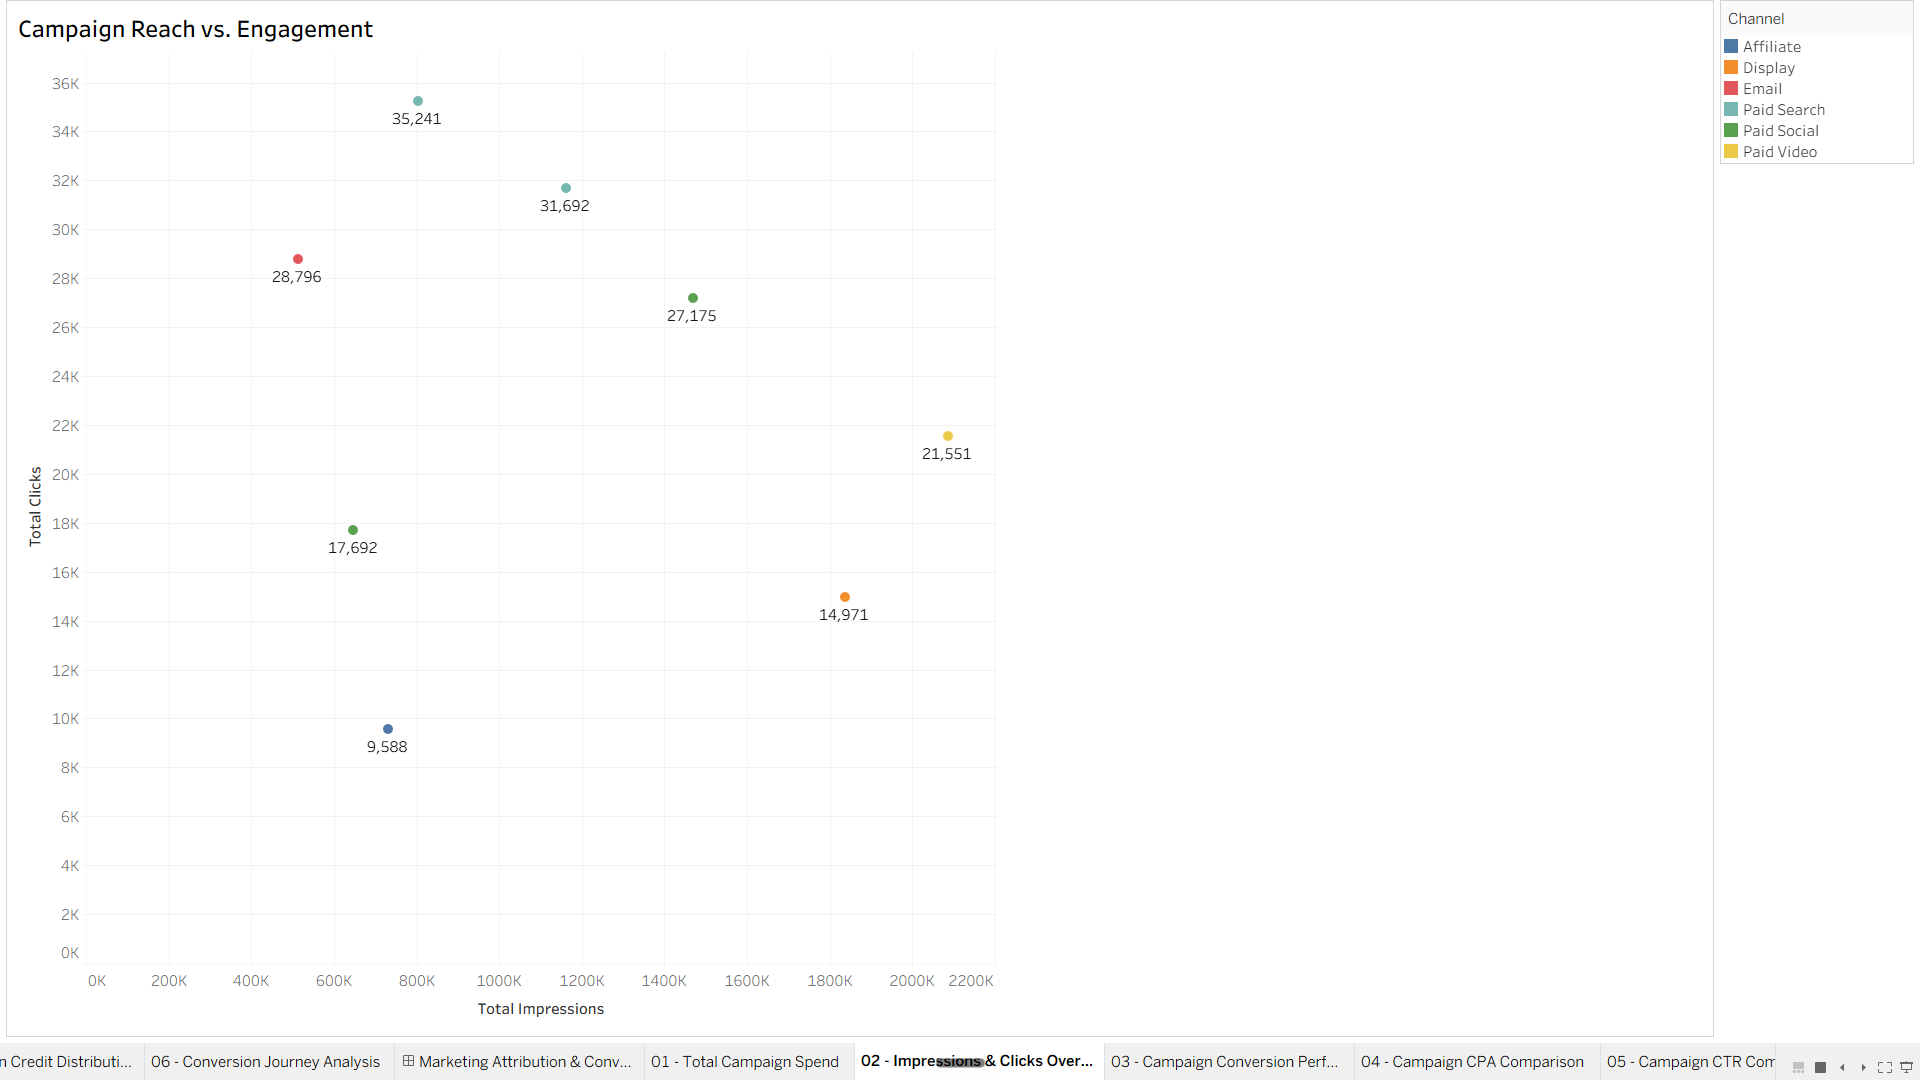 Campaign Reach vs. Engagement
Channel
Affiliate
Display
Email
Paid Search
Paid Social
Paid Video
36K
34K
32K
30K
28K
26K
24K
22K
20K
18K
16K
14K
12K
10K
8K
6K
4K
2K
0K
Total Clicks
35,241
31,692
28,796
27,175
21,551
17,692
14,971
9,588
0K 200K 400K 600K 800K 1000K 1200K 1400K 1600K 1800K 2000K 2200K
Total Impressions
n Credit Distributi... 06 - Conversion Journey Analysis Marketing Attribution & Conv... 01 - Total Campaign Spend 02 - Impressions & Clicks Over... 03 - Campaign Conversion Perf... 04 - Campaign CPA Comparison 05 - Campaign CTR Com